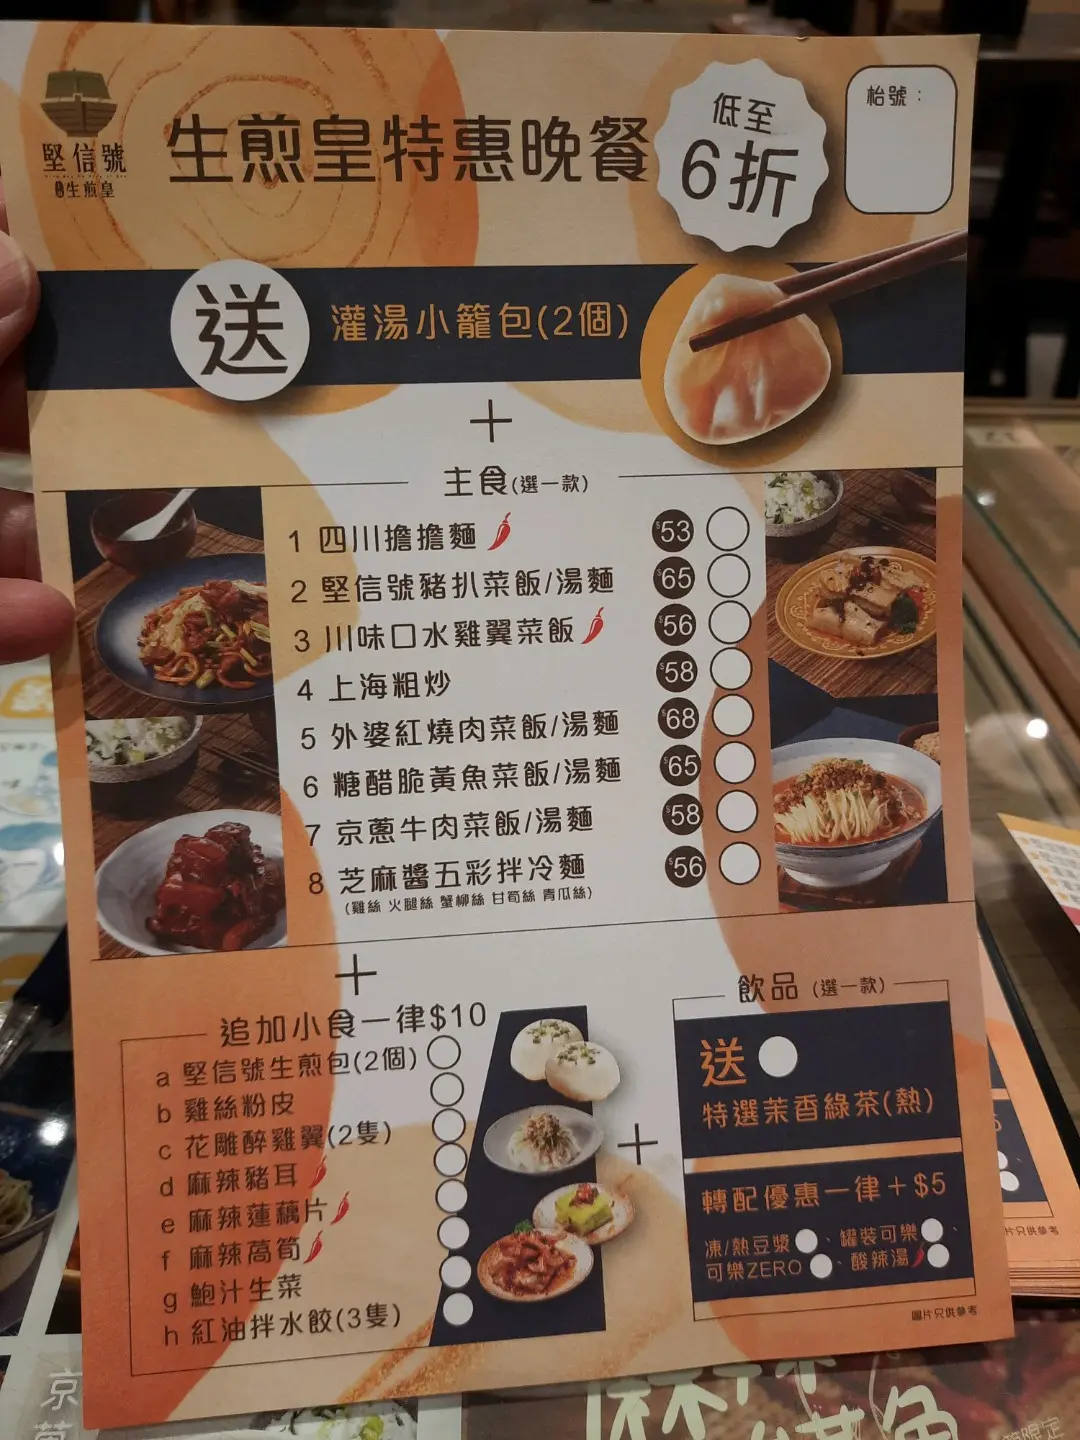 堅信號
生煎皇
生煎皇特惠晚餐
低至
6折
枱號：
送
灌湯小籠包(2個)
+
主食(選一款)
1 四川擔擔麵 $53
2 堅信號豬扒菜飯/湯麵 $65
3 川味口水雞翼菜飯 $56
4 上海粗炒 $58
5 外婆紅燒肉菜飯/湯麵 $68
6 糖醋脆黃魚菜飯/湯麵 $65
7 京蔥牛肉菜飯/湯麵 $58
8 芝麻醬五彩拌冷麵 $56
(雞絲 火腿絲 蟹柳絲 甘筍絲 青瓜絲)
+
追加小食一律$10
a 堅信號生煎包(2個)
b 雞絲粉皮
c 花雕醉雞翼(2隻)
d 麻辣豬耳
e 麻辣蓮藕片
f 麻辣萵筍
g 鮑汁生菜
h 紅油拌水餃(3隻)
+
飲品 (選一款)
送
特選茉香綠茶(熱)
轉配優惠一律+$5
凍/熱豆漿、罐裝可樂、
可樂ZERO、酸辣湯
圖片只供參考
片只供參考
京